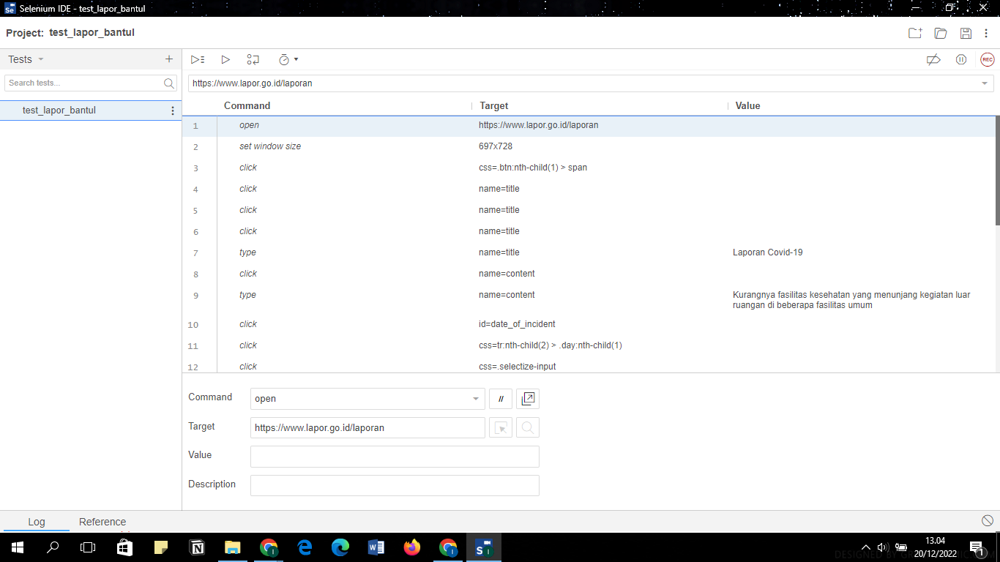 Selenium IDE - test_lapor_bantul
Project: test_lapor_bantul
Tests
Search tests...
test_lapor_bantul
REC
https://www.lapor.go.id/laporan
Command Target Value
1 open https://www.lapor.go.id/laporan
2 set window size 697x728
3 click css=.btn:nth-child(1) > span
4 click name=title
5 click name=title
6 click name=title
7 type name=title Laporan Covid-19
8 click name=content
9 type name=content Kurangnya fasilitas kesehatan yang menunjang kegiatan luar
ruangan di beberapa fasilitas umum
10 click id=date_of_incident
11 click css=tr:nth-child(2) > .day:nth-child(1)
12 click css=.selectize-input
Command open //
Target https://www.lapor.go.id/laporan
Value
Description
Log Reference
13.04
20/12/2022
1